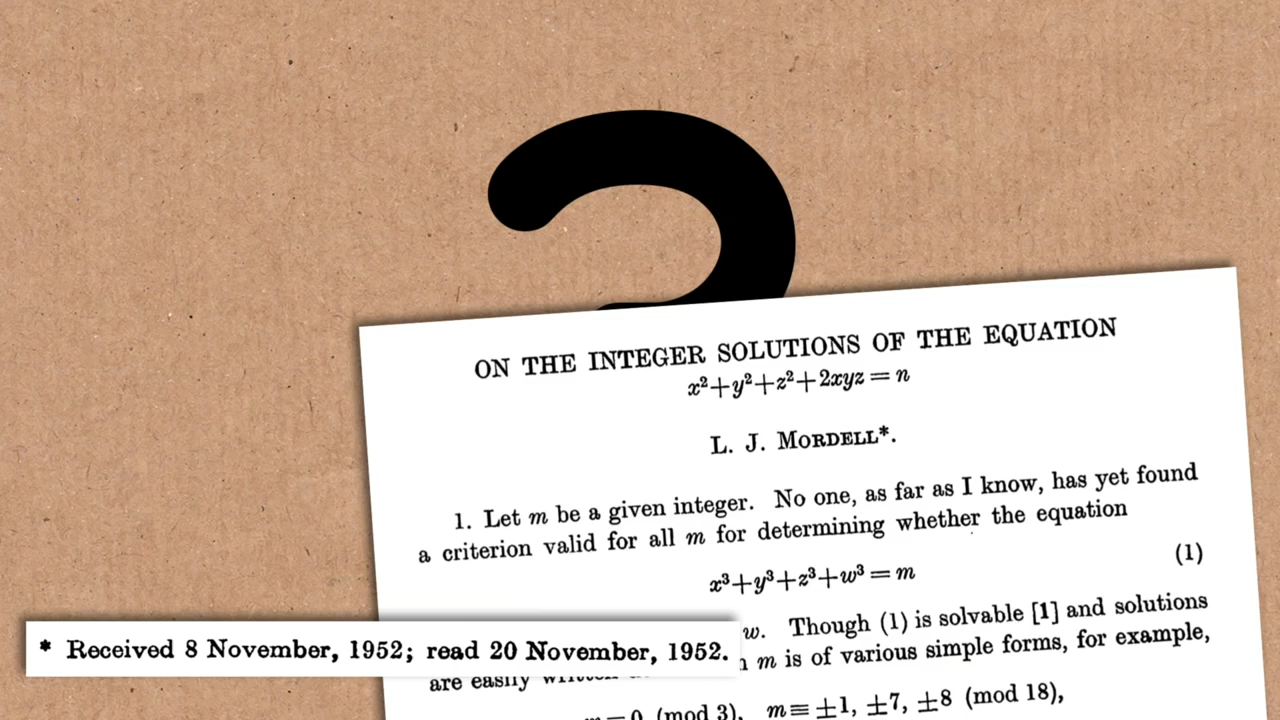 ?
ON THE INTEGER SOLUTIONS OF THE EQUATION
x²+y²+z²+2xyz = n
L. J. MORDELL*.
1. Let m be a given integer. No one, as far as I know, has yet found
a criterion valid for all m for determining whether the equation
x³+y³+z³+w³ = m (1)
w. Though (1) is solvable [1] and solutions
m is of various simple forms, for example,
are easily
(mod 3), m≡ ±1, ±7, ±8 (mod 18),
* Received 8 November, 1952; read 20 November, 1952.